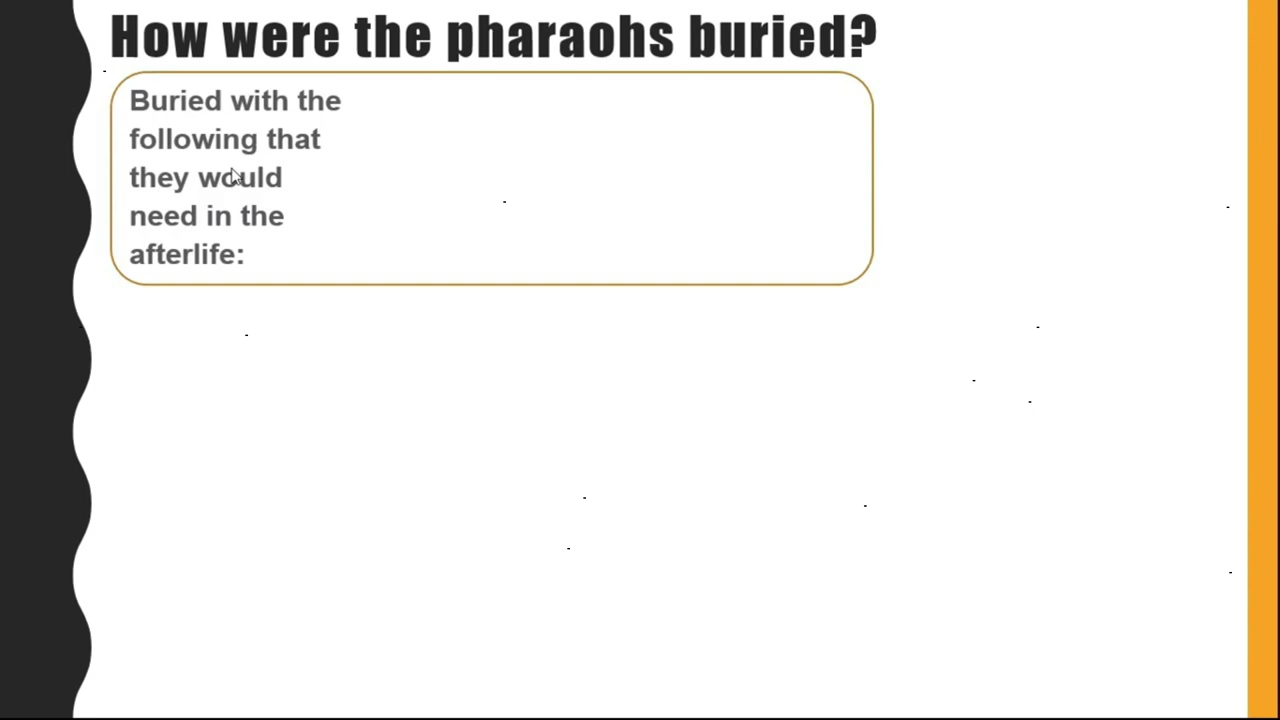 How were the pharaohs buried?
Buried with the
following that
they would
need in the
afterlife: